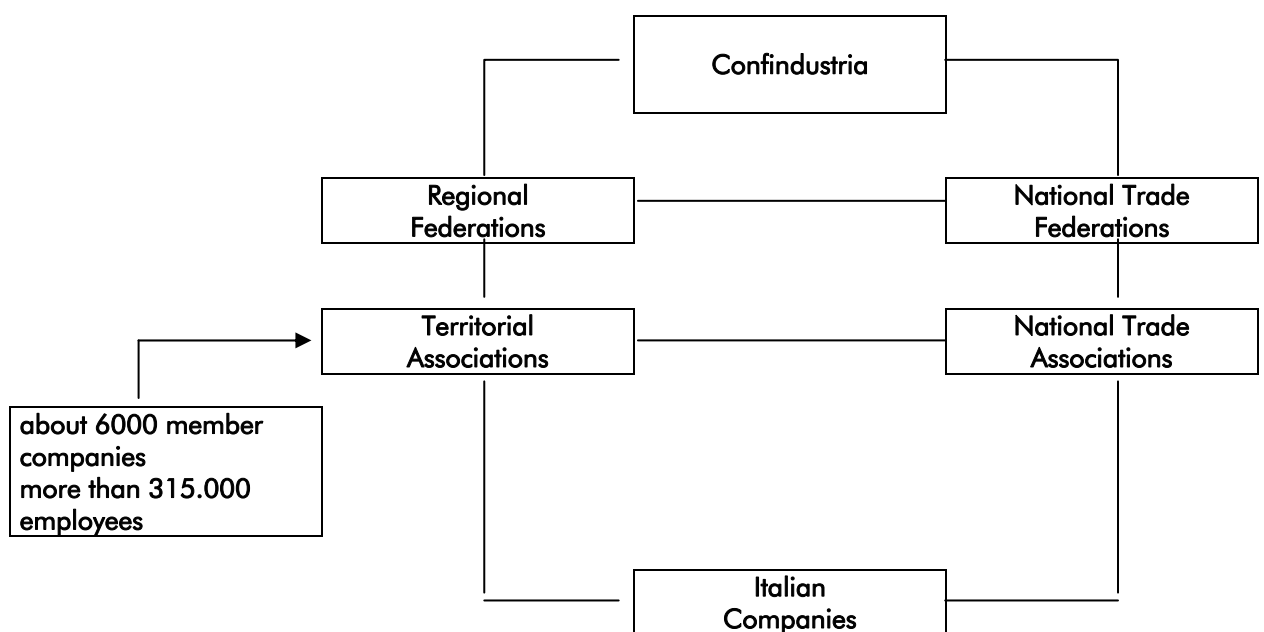 Confindustria
Regional
Federations
National Trade
Federations
Territorial
Associations
National Trade
Associations
about 6000 member
companies
more than 315.000
employees
Italian
Companies